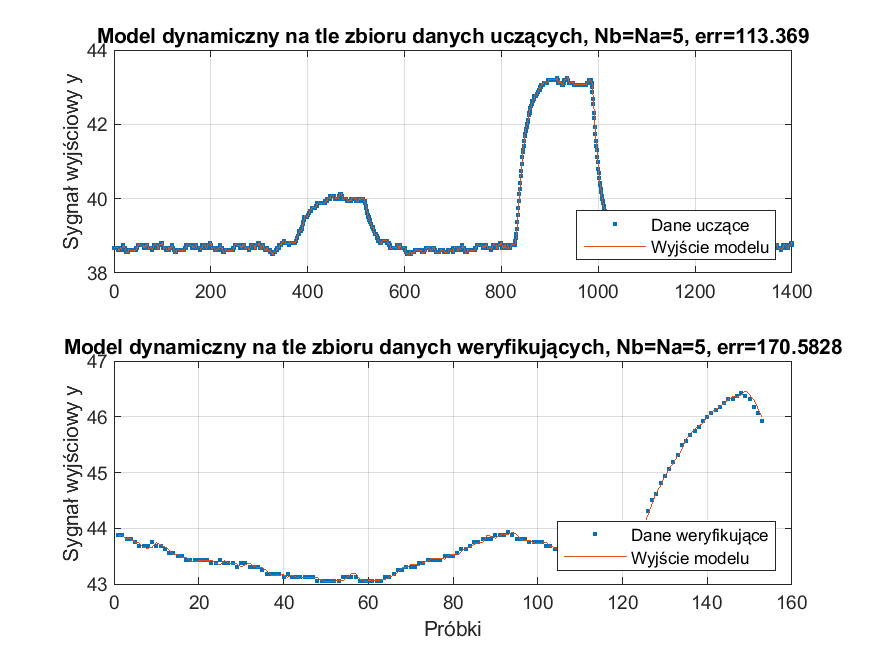 Model dynamiczny na tle zbioru danych uczących, Nb=Na=5, err=113.369
44
42
40
38
Sygnał wyjściowy y
Dane uczące
Wyjście modelu
0 200 400 600 800 1000 1200 1400
Model dynamiczny na tle zbioru danych weryfikujących, Nb=Na=5, err=170.5828
47
46
45
44
43
Sygnał wyjściowy y
Dane weryfikujące
Wyjście modelu
0 20 40 60 80 100 120 140 160
Próbki